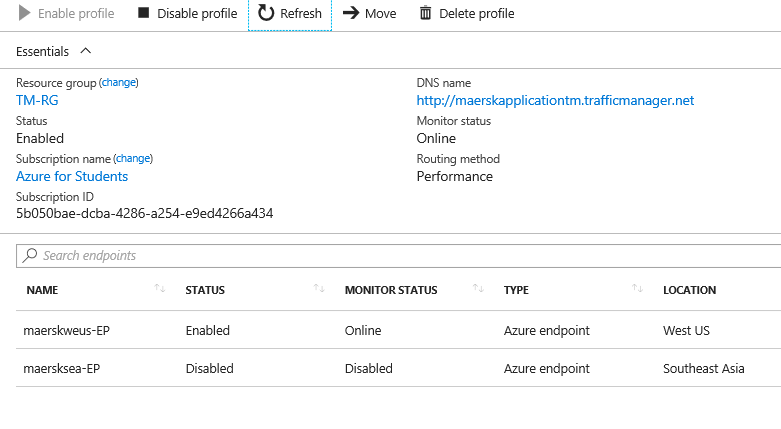 Enable profile Disable profile Refresh Move Delete profile
Essentials
Resource group (change) DNS name
TM-RG http://maerskapplicationtm.trafficmanager.net
Status Monitor status
Enabled Online
Subscription name (change) Routing method
Azure for Students Performance
Subscription ID
5b050bae-dcba-4286-a254-e9ed4266a434
Search endpoints
NAME STATUS MONITOR STATUS TYPE LOCATION
maerskweus-EP Enabled Online Azure endpoint West US
maersksea-EP Disabled Disabled Azure endpoint Southeast Asia